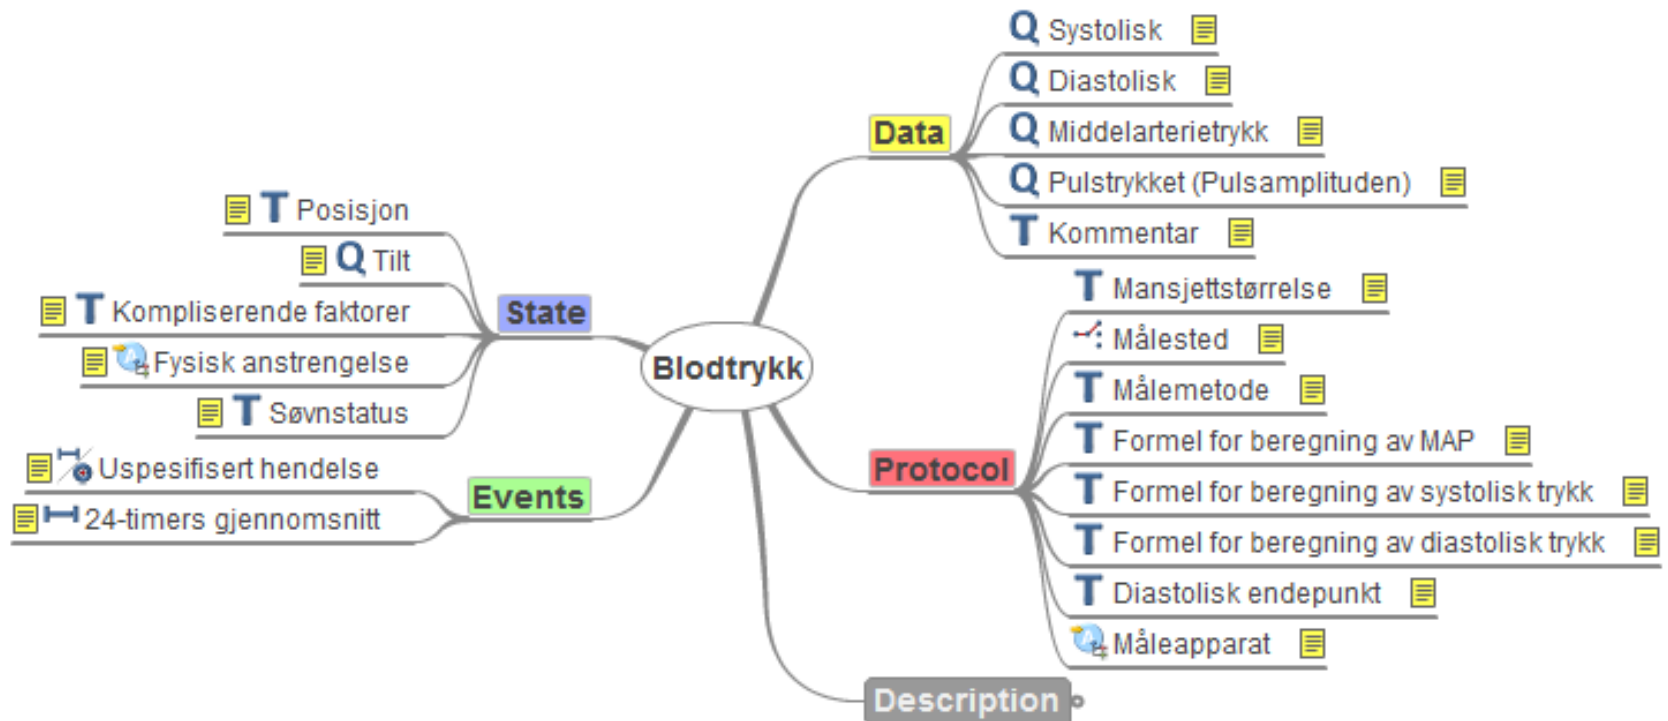 Blodtrykk
Data
Q Systolisk
Q Diastolisk
Q Middelarterietrykk
Q Pulstrykket (Pulsamplituden)
T Kommentar
Protocol
T Mansjettstørrelse
Målested
T Målemetode
T Formel for beregning av MAP
T Formel for beregning av systolisk trykk
T Formel for beregning av diastolisk trykk
T Diastolisk endepunkt
Måleapparat
Description
State
T Posisjon
Q Tilt
T Kompliserende faktorer
Fysisk anstrengelse
T Søvnstatus
Events
Uspesifisert hendelse
24-timers gjennomsnitt